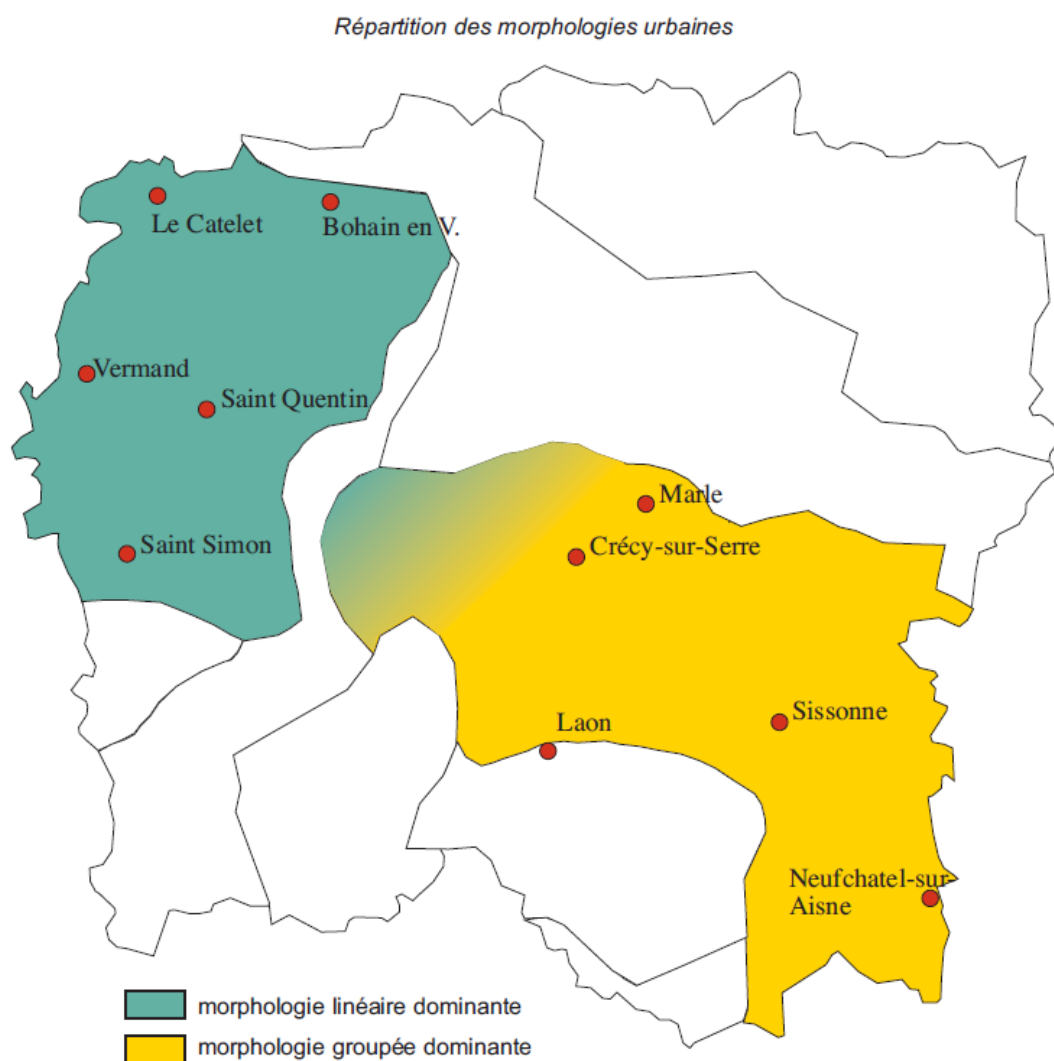 Répartition des morphologies urbaines
Le Catelet
Bohain en V.
Vermand
Saint Quentin
Marle
Saint Simon
Crécy-sur-Serre
Sissonne
Laon
Neufchatel-sur-
Aisne
morphologie linéaire dominante
morphologie groupée dominante